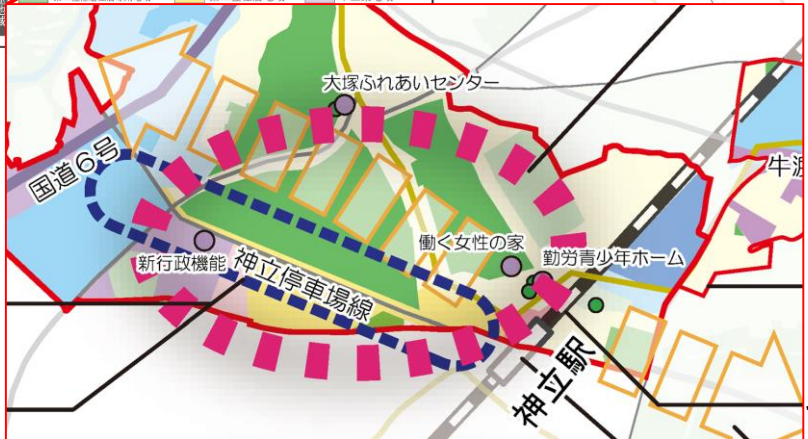 大塚ふれあいセンター
国道6号
牛渡
働く女性の家
勤労青少年ホーム
新行政機能
神立停車場線
神立駅